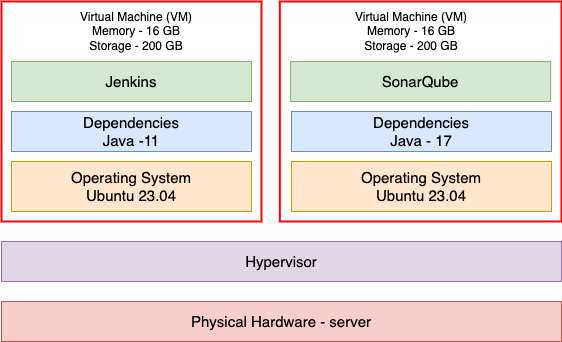 Virtual Machine (VM)
Memory - 16 GB
Storage - 200 GB
Jenkins
Dependencies
Java -11
Operating System
Ubuntu 23.04
Virtual Machine (VM)
Memory - 16 GB
Storage - 200 GB
SonarQube
Dependencies
Java - 17
Operating System
Ubuntu 23.04
Hypervisor
Physical Hardware - server